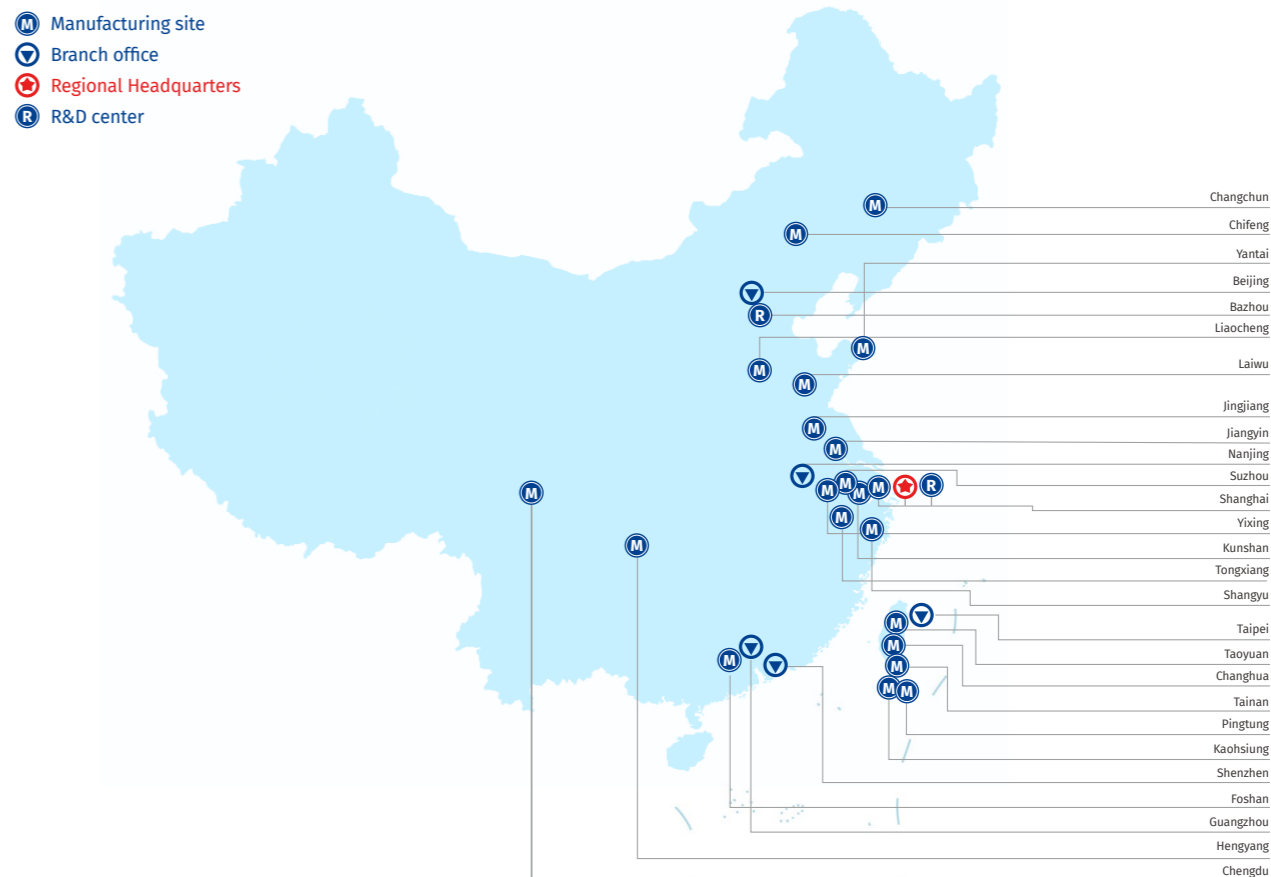 M Manufacturing site
Branch office
Regional Headquarters
R R&D center
M
Changchun
M
Chifeng
Yantai
Beijing
R
Bazhou
Liaocheng
M
M
Laiwu
M
Jingjiang
M
Jiangyin
M
Nanjing
Suzhou
M
M
M
M
M
R
Shanghai
M
Yixing
M
M
Kunshan
Tongxiang
Shangyu
M
Taipei
M
Taoyuan
M
M
Changhua
M
M
Tainan
Pingtung
Kaohsiung
Shenzhen
Foshan
Guangzhou
Hengyang
Chengdu